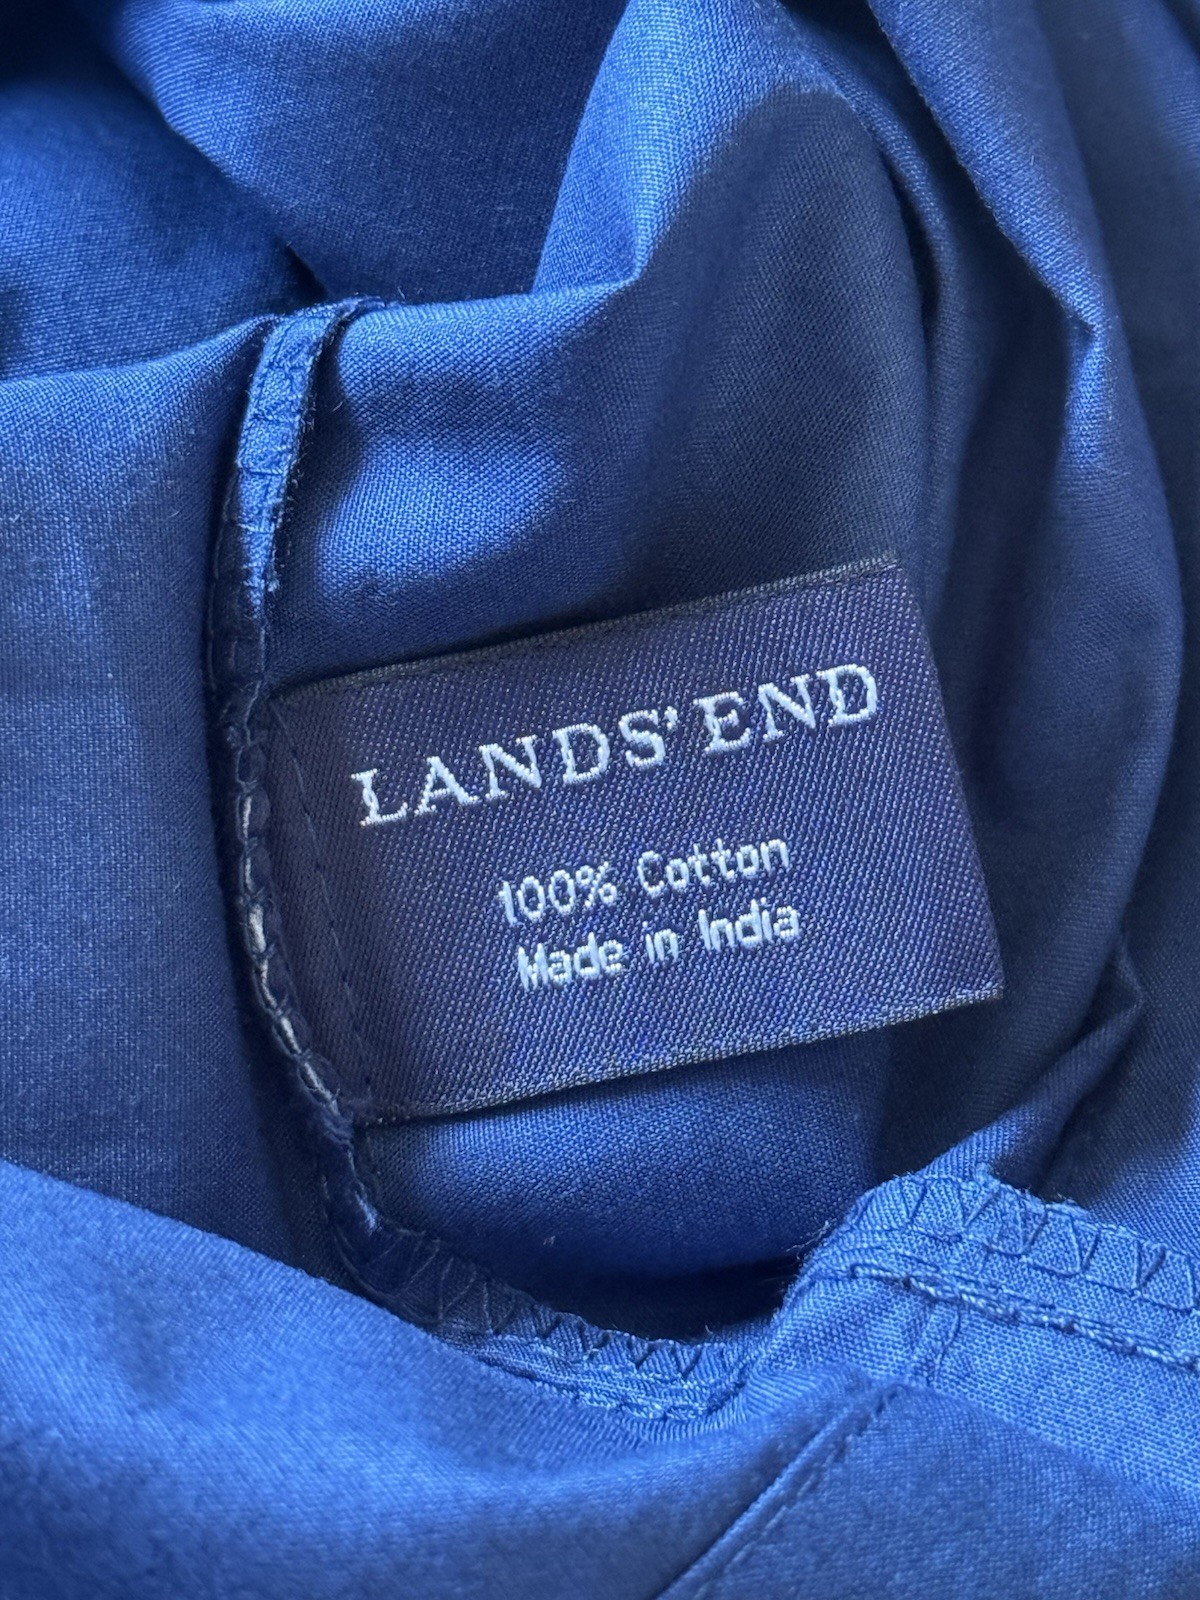 LANDS' END
100% Cotton
Made in India